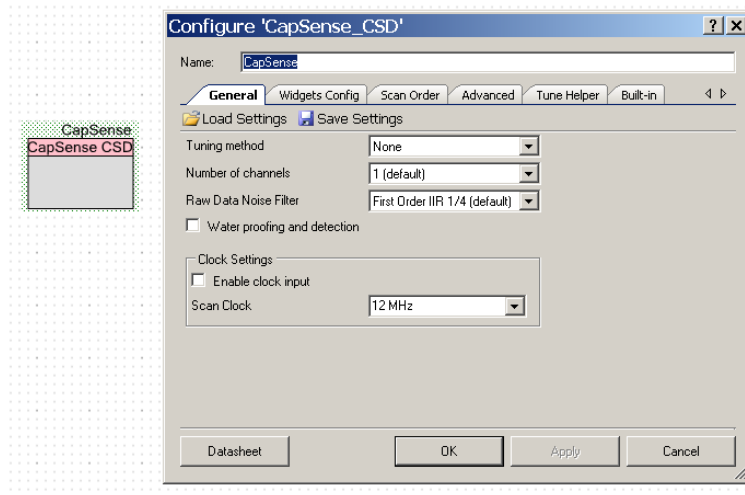 Configure 'CapSense_CSD'
Name: CapSense
General Widgets Config Scan Order Advanced Tune Helper Built-in
Load Settings Save Settings
CapSense
CapSense CSD
Tuning method None
Number of channels 1 (default)
Raw Data Noise Filter First Order IIR 1/4 (default)
Water proofing and detection
Clock Settings
Enable clock input
Scan Clock 12 MHz
Datasheet OK Apply Cancel